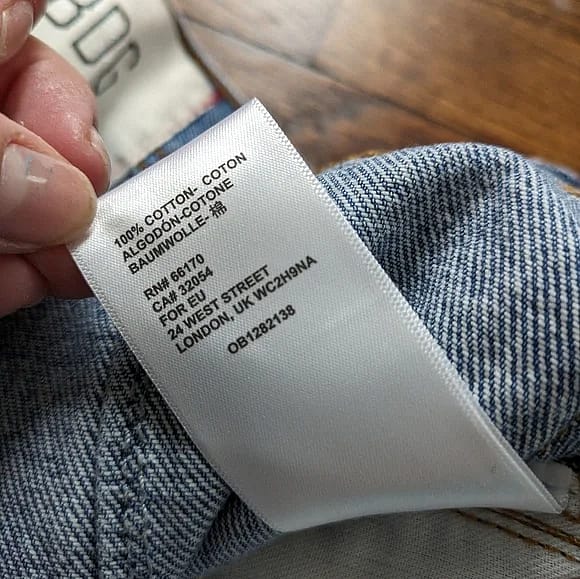 BDG
100% COTTON- COTON
ALGODÓN-COTONE
BAUMWOLLE-棉
RN# 66170
CA# 32054
FOR EU
24 WEST STREET
LONDON, UK WC2H9NA
OB1282138